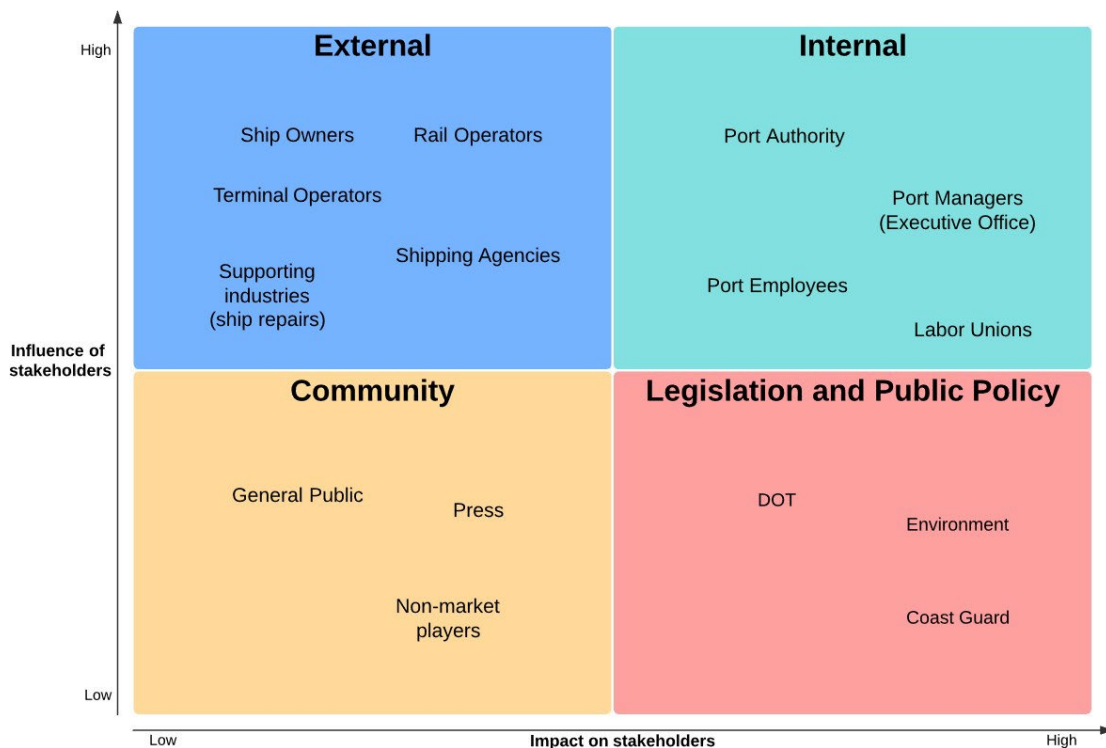 High
External
Internal
Ship Owners
Rail Operators
Port Authority
Terminal Operators
Port Managers
(Executive Office)
Shipping Agencies
Supporting
industries
(ship repairs)
Port Employees
Labor Unions
Influence of
stakeholders
Community
Legislation and Public Policy
General Public
Press
DOT
Environment
Non-market
players
Coast Guard
Low
Low
Impact on stakeholders
High